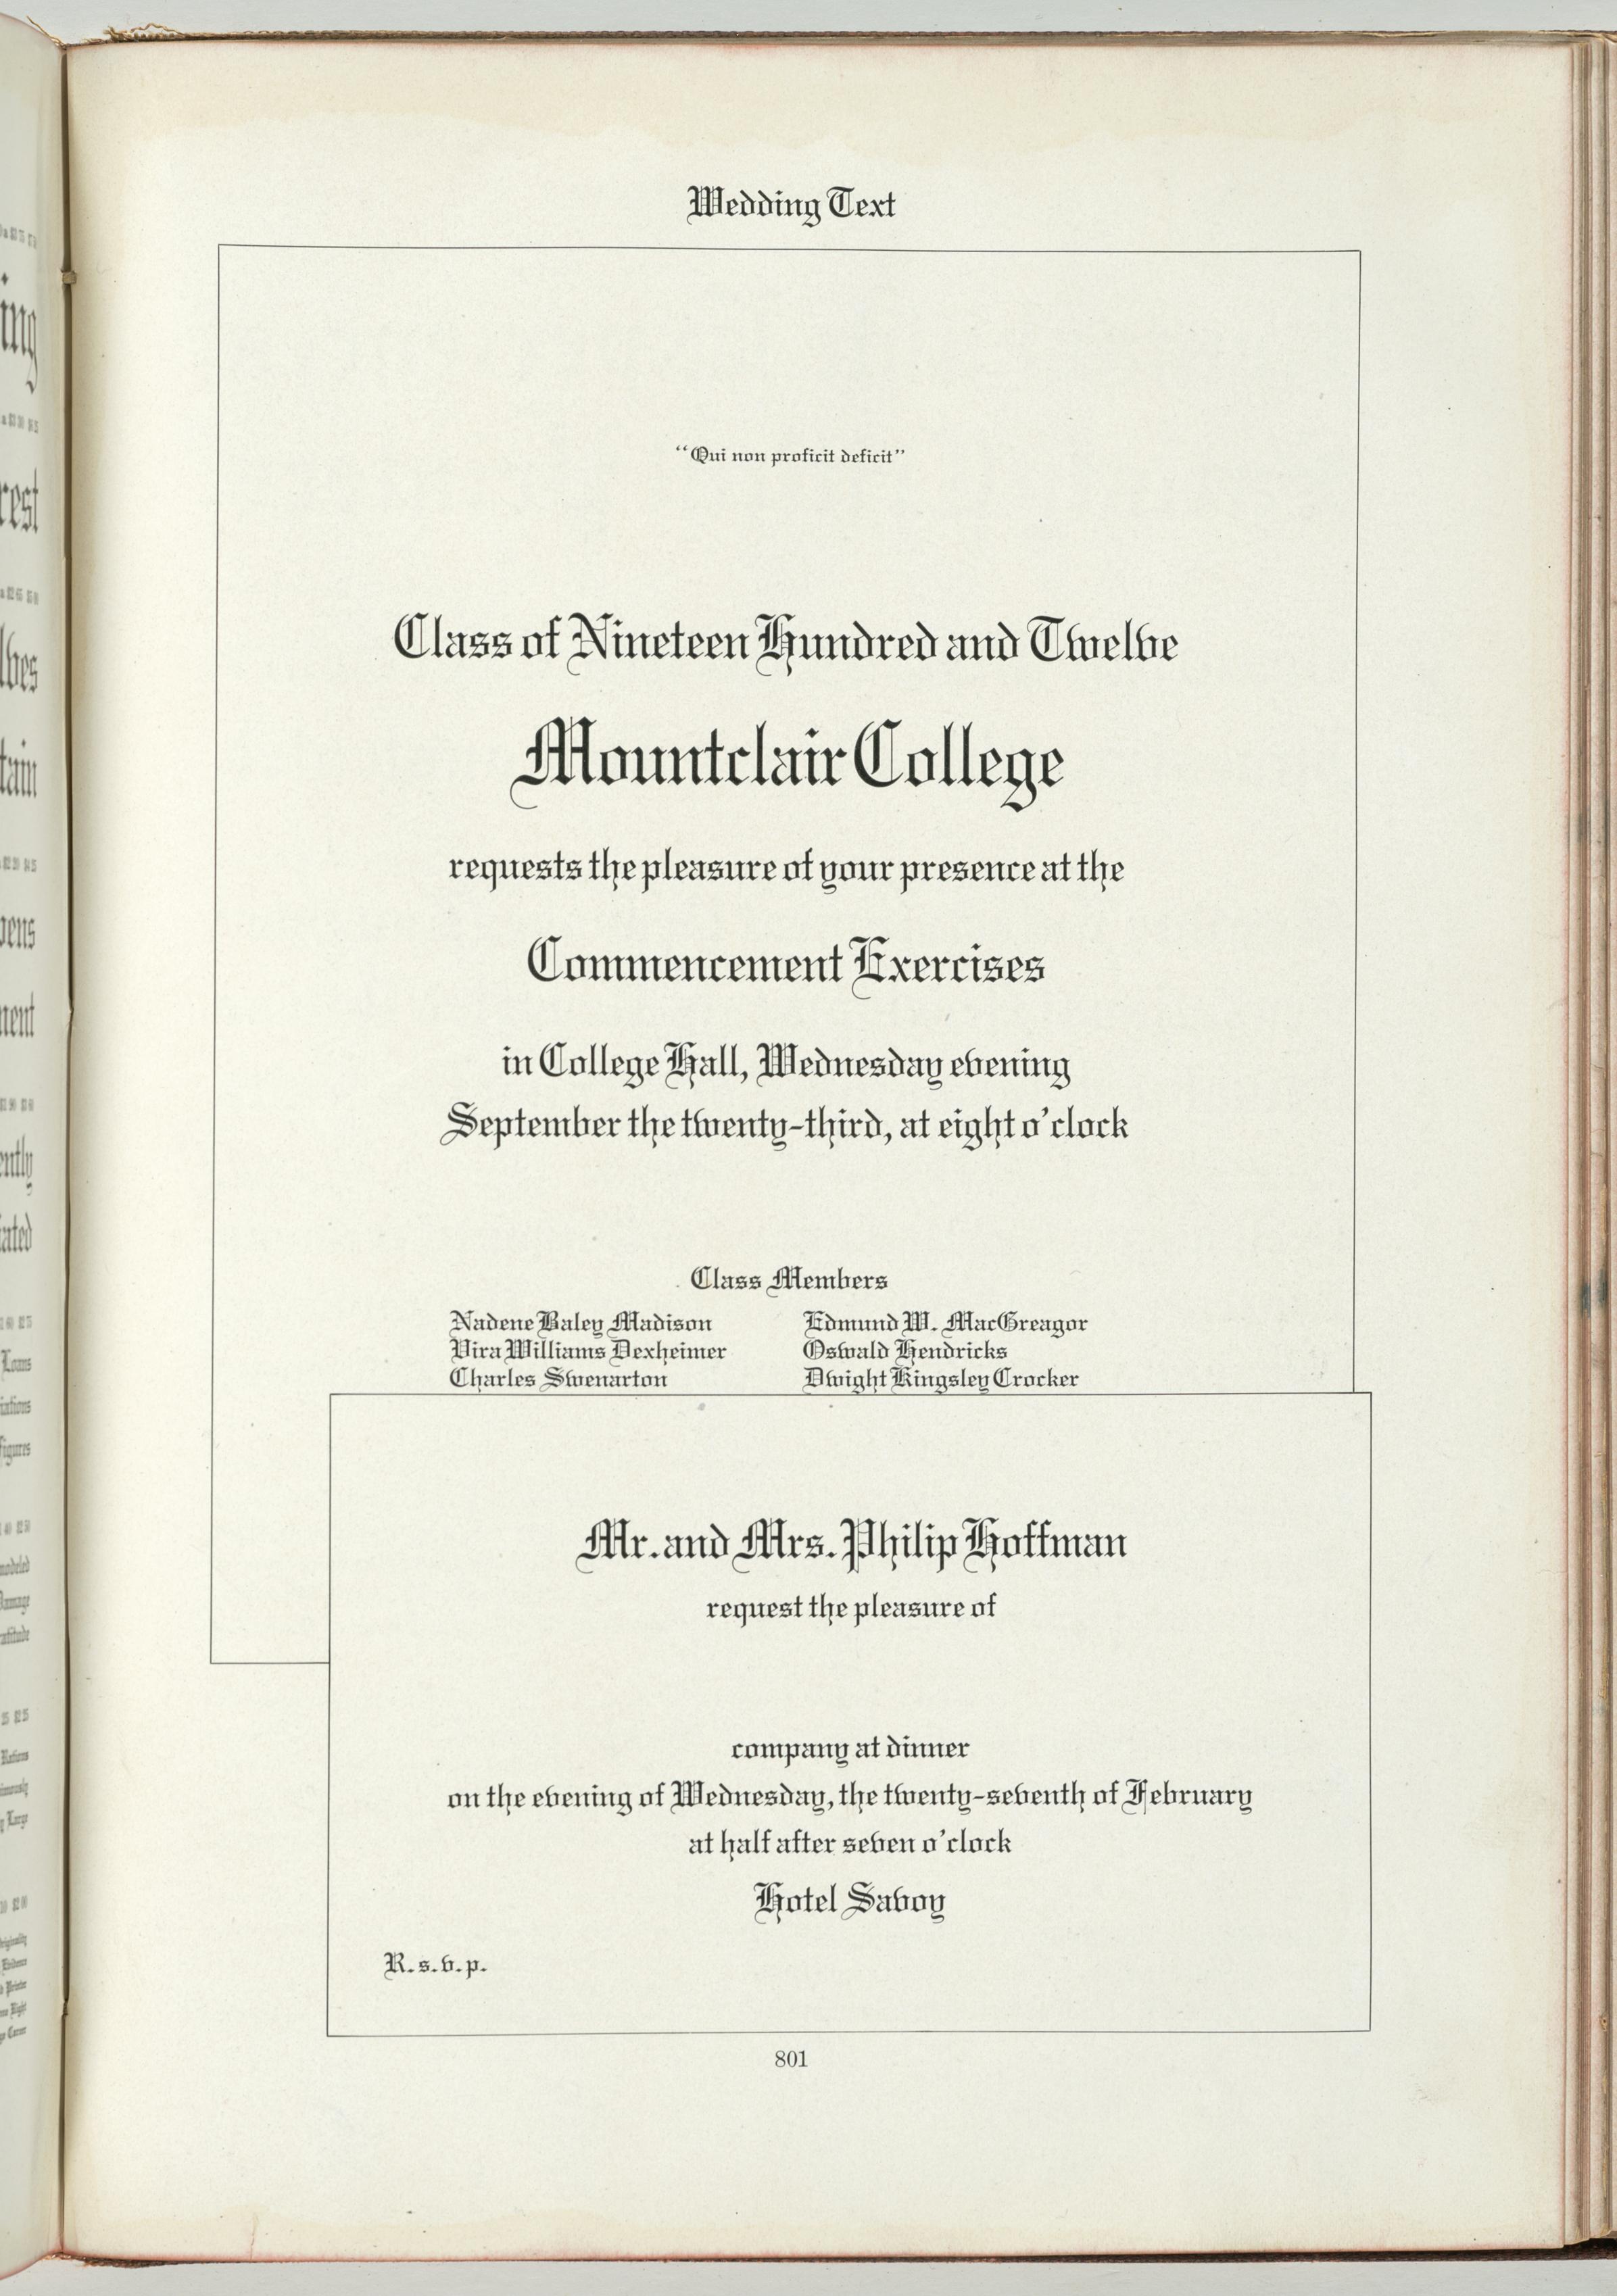 Wedding Text
“Qui non proficit deficit”
Class of Nineteen Hundred and Twelve
Mountclair College
requests the pleasure of your presence at the
Commencement Exercises
in College Hall, Wednesday evening
September the twenty-third, at eight o’clock
Class Members
Nadene Baley Madison
Vira Williams Dexheimer
Charles Swenarton
Edmund W. MacGreagor
Oswald Hendricks
Dwight Kingsley Crocker
Mr. and Mrs. Philip Hoffman
request the pleasure of
company at dinner
on the evening of Wednesday, the twenty-seventh of February
at half after seven o’clock
Hotel Savoy
R. s. v. p.
801